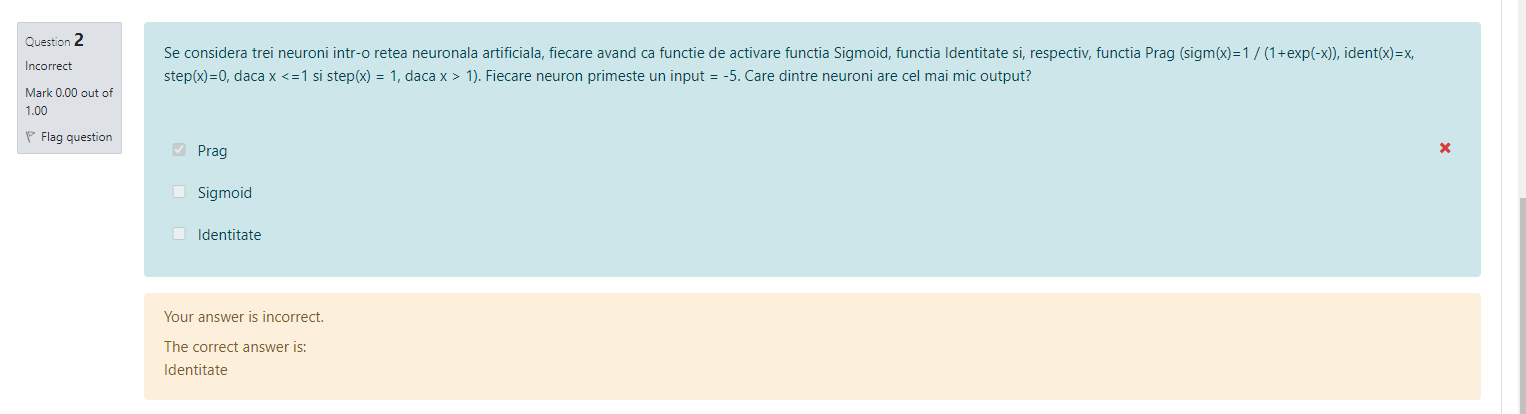 Question 2
Incorrect
Mark 0.00 out of
1.00
Flag question
Se considera trei neuroni intr-o retea neuronala artificiala, fiecare avand ca functie de activare functia Sigmoid, functia Identitate si, respectiv, functia Prag (sigm(x)=1 / (1+exp(-x)), ident(x)=x,
step(x)=0, daca x <=1 si step(x) = 1, daca x > 1). Fiecare neuron primeste un input = -5. Care dintre neuroni are cel mai mic output?
Prag
Sigmoid
Identitate
Your answer is incorrect.
The correct answer is:
Identitate